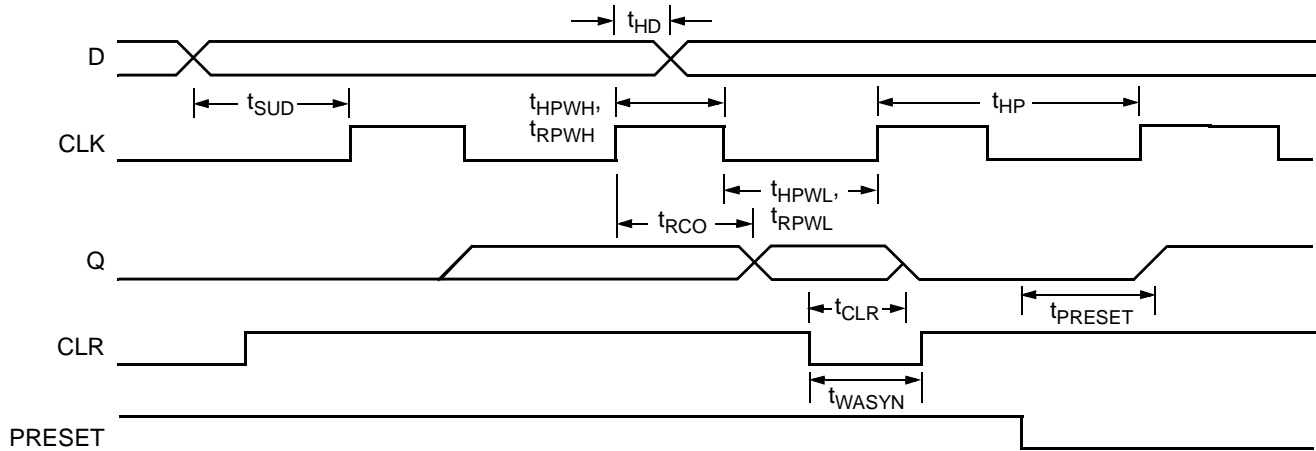 tHD
D
tSUD
tHPWH,
tRPWH
tHP
CLK
tHPWL,
tRPWL
tRCO
Q
tCLR
tPRESET
CLR
tWASYN
PRESET